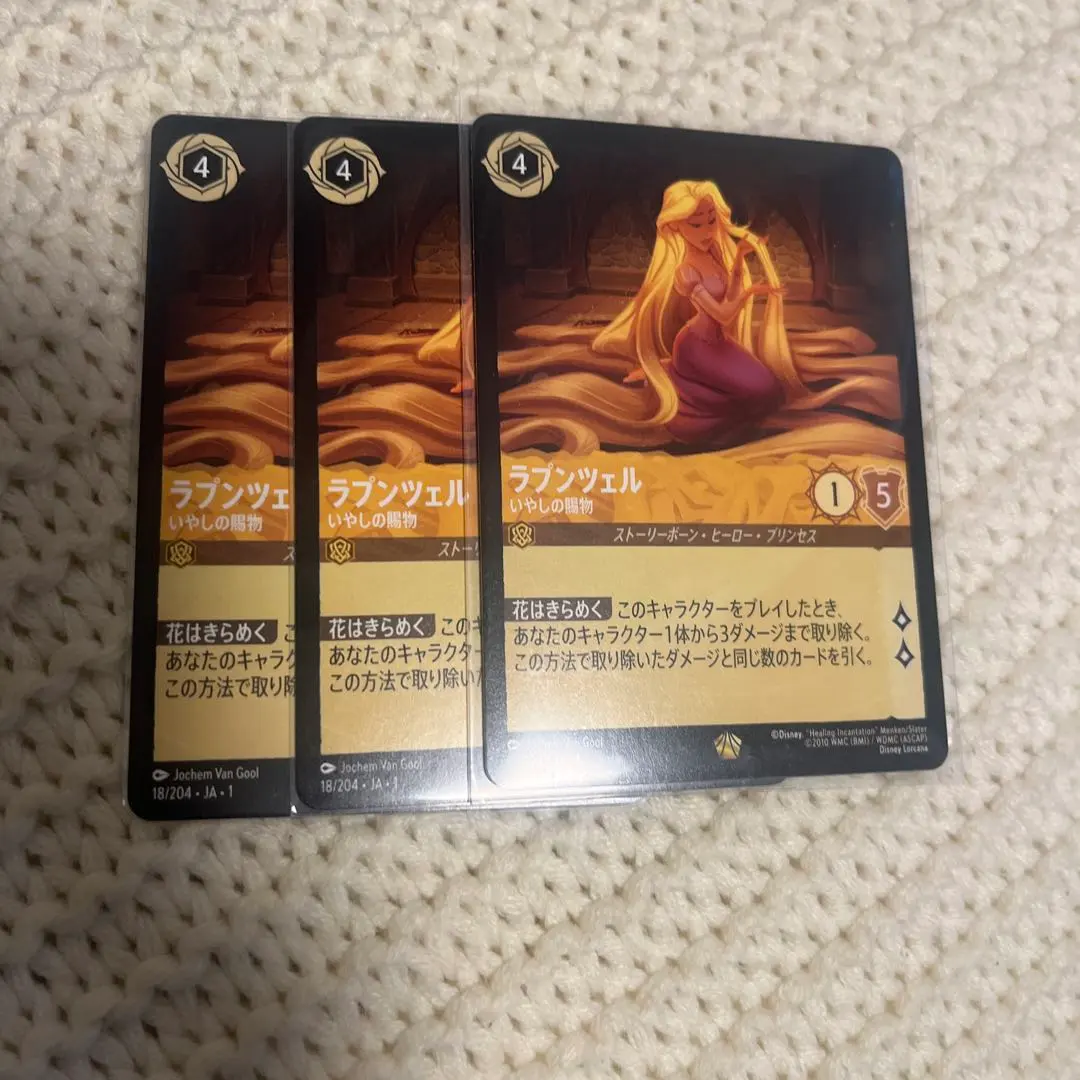 4
ラプンツェ
いやしの賜物
花はきらめく こ
あなたのキャラク
この方法で取り除
Jochem Van Gool
18/204・JA・1
4
ラプンツェル
いやしの賜物
ストーリ
花はきらめく このキ
あなたのキャラクター
この方法で取り除い
Jochem Van Gool
18/204・JA・1
4
ラプンツェル
いやしの賜物
1 5
ストーリーボーン・ヒーロー・プリンセス
花はきらめく このキャラクターをプレイしたとき、
あなたのキャラクター1体から3ダメージまで取り除く。
この方法で取り除いたダメージと同じ数のカードを引く。
©Disney. "Healing Incantation" Menken/Slater
©2010 WMC (BMI) / WDMC (ASCAP)
Disney Lorcana